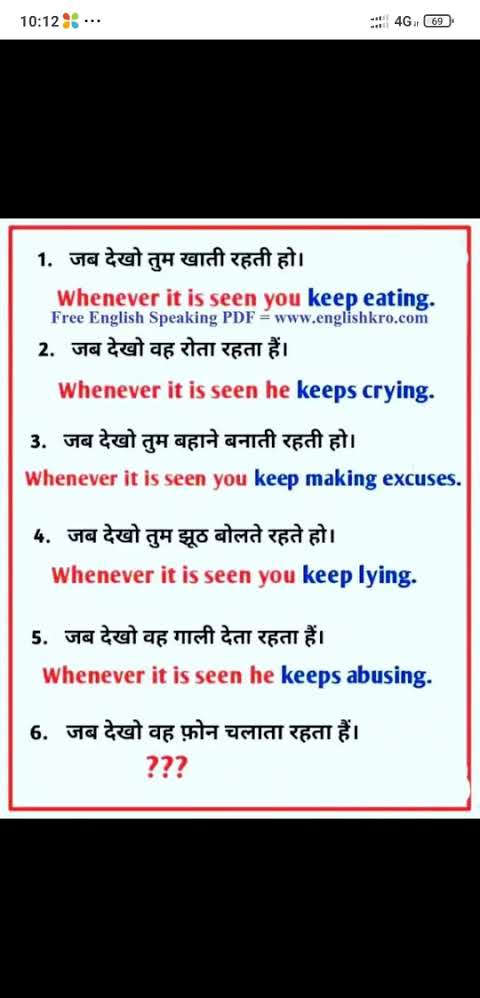 10:12 ...
4G 69
1. जब देखो तुम खाती रहती हो।
Whenever it is seen you keep eating.
Free English Speaking PDF = www.englishkro.com
2. जब देखो वह रोता रहता हैं।
Whenever it is seen he keeps crying.
3. जब देखो तुम बहाने बनाती रहती हो।
Whenever it is seen you keep making excuses.
4. जब देखो तुम झूठ बोलते रहते हो।
Whenever it is seen you keep lying.
5. जब देखो वह गाली देता रहता हैं।
Whenever it is seen he keeps abusing.
6. जब देखो वह फ़ोन चलाता रहता हैं।
???